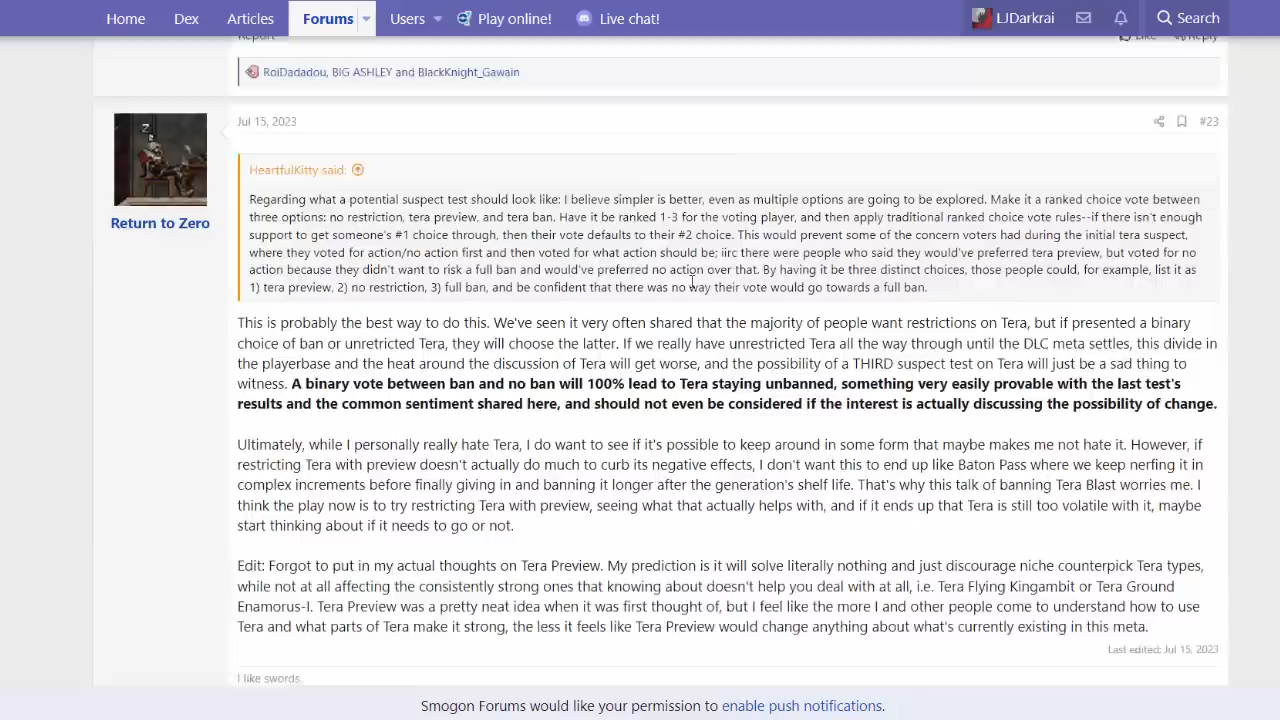 Home Dex Articles Forums Users Play online! Live chat! LJDarkrai Search
Report Like Reply
RoiDadadou, BIG ASHLEY and BlackKnight_Gawain
Jul 15, 2023 #23
Return to Zero
HeartfulKitty said:
Regarding what a potential suspect test should look like: I believe simpler is better, even as multiple options are going to be explored. Make it a ranked choice vote between
three options: no restriction, tera preview, and tera ban. Have it be ranked 1-3 for the voting player, and then apply traditional ranked choice vote rules--if there isn't enough
support to get someone's #1 choice through, then their vote defaults to their #2 choice. This would prevent some of the concern voters had during the initial tera suspect,
where they voted for action/no action first and then voted for what action should be; iirc there were people who said they would've preferred tera preview, but voted for no
action because they didn't want to risk a full ban and would've preferred no action over that. By having it be three distinct choices, those people could, for example, list it as
1) tera preview, 2) no restriction, 3) full ban, and be confident that there was no way their vote would go towards a full ban.
This is probably the best way to do this. We've seen it very often shared that the majority of people want restrictions on Tera, but if presented a binary
choice of ban or unretricted Tera, they will choose the latter. If we really have unrestricted Tera all the way through until the DLC meta settles, this divide in
the playerbase and the heat around the discussion of Tera will get worse, and the possibility of a THIRD suspect test on Tera will just be a sad thing to
witness. A binary vote between ban and no ban will 100% lead to Tera staying unbanned, something very easily provable with the last test's
results and the common sentiment shared here, and should not even be considered if the interest is actually discussing the possibility of change.
Ultimately, while I personally really hate Tera, I do want to see if it's possible to keep around in some form that maybe makes me not hate it. However, if
restricting Tera with preview doesn't actually do much to curb its negative effects, I don't want this to end up like Baton Pass where we keep nerfing it in
complex increments before finally giving in and banning it longer after the generation's shelf life. That's why this talk of banning Tera Blast worries me. I
think the play now is to try restricting Tera with preview, seeing what that actually helps with, and if it ends up that Tera is still too volatile with it, maybe
start thinking about if it needs to go or not.
Edit: Forgot to put in my actual thoughts on Tera Preview. My prediction is it will solve literally nothing and just discourage niche counterpick Tera types,
while not at all affecting the consistently strong ones that knowing about doesn't help you deal with at all, i.e. Tera Flying Kingambit or Tera Ground
Enamorus-I. Tera Preview was a pretty neat idea when it was first thought of, but I feel like the more I and other people come to understand how to use
Tera and what parts of Tera make it strong, the less it feels like Tera Preview would change anything about what's currently existing in this meta.
Last edited: Jul 15, 2023
I like swords.
Smogon Forums would like your permission to enable push notifications.